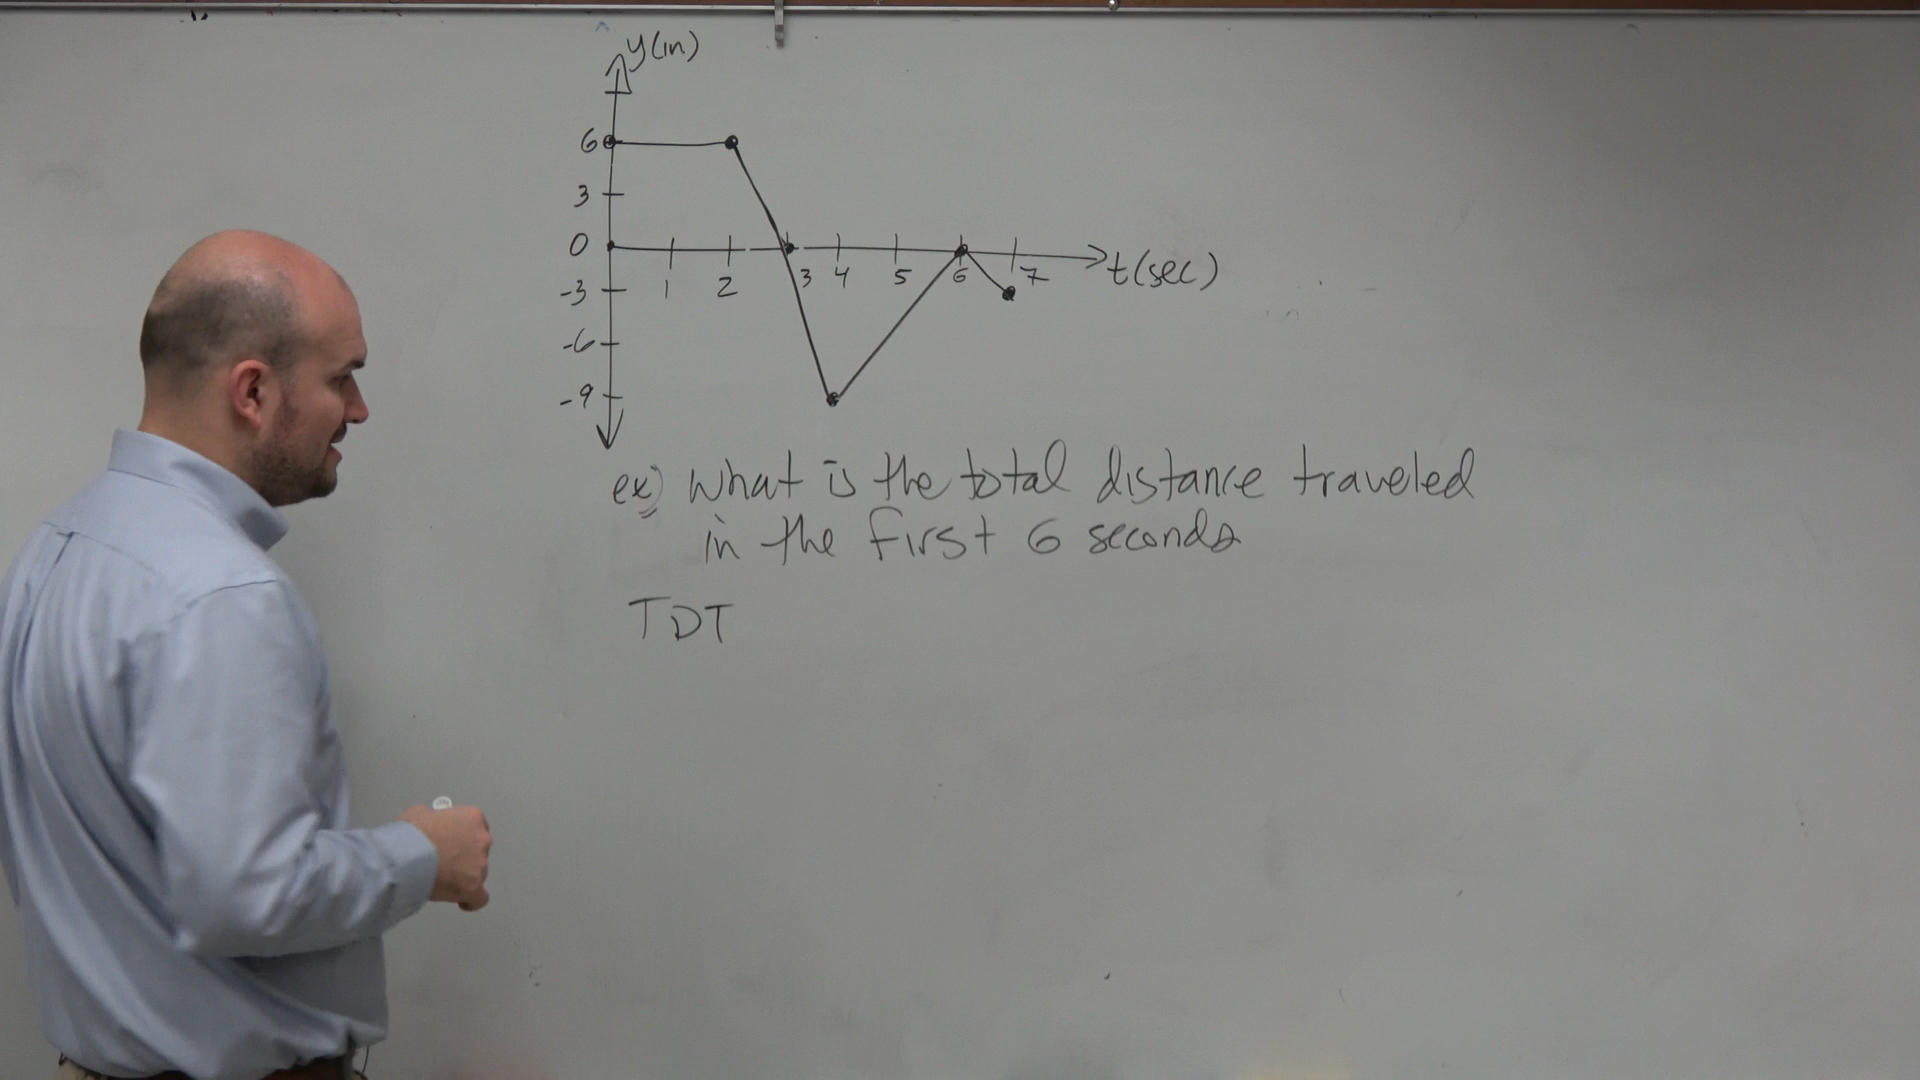 y(in)
6
3
0
-3
-6
-9
1 2 3 4 5 6 7
t(sec)
ex) What is the total distance traveled
in the first 6 seconds
TDT